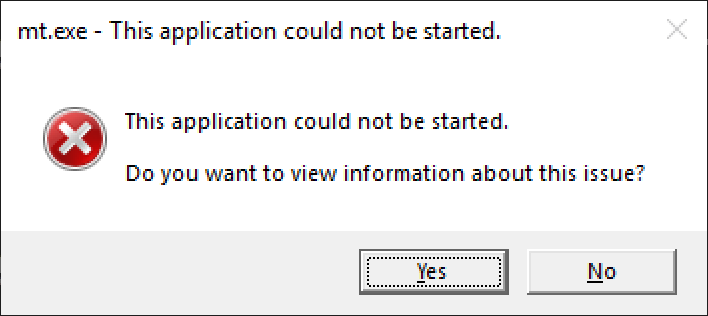 mt.exe - This application could not be started.
This application could not be started.
Do you want to view information about this issue?
Yes
No